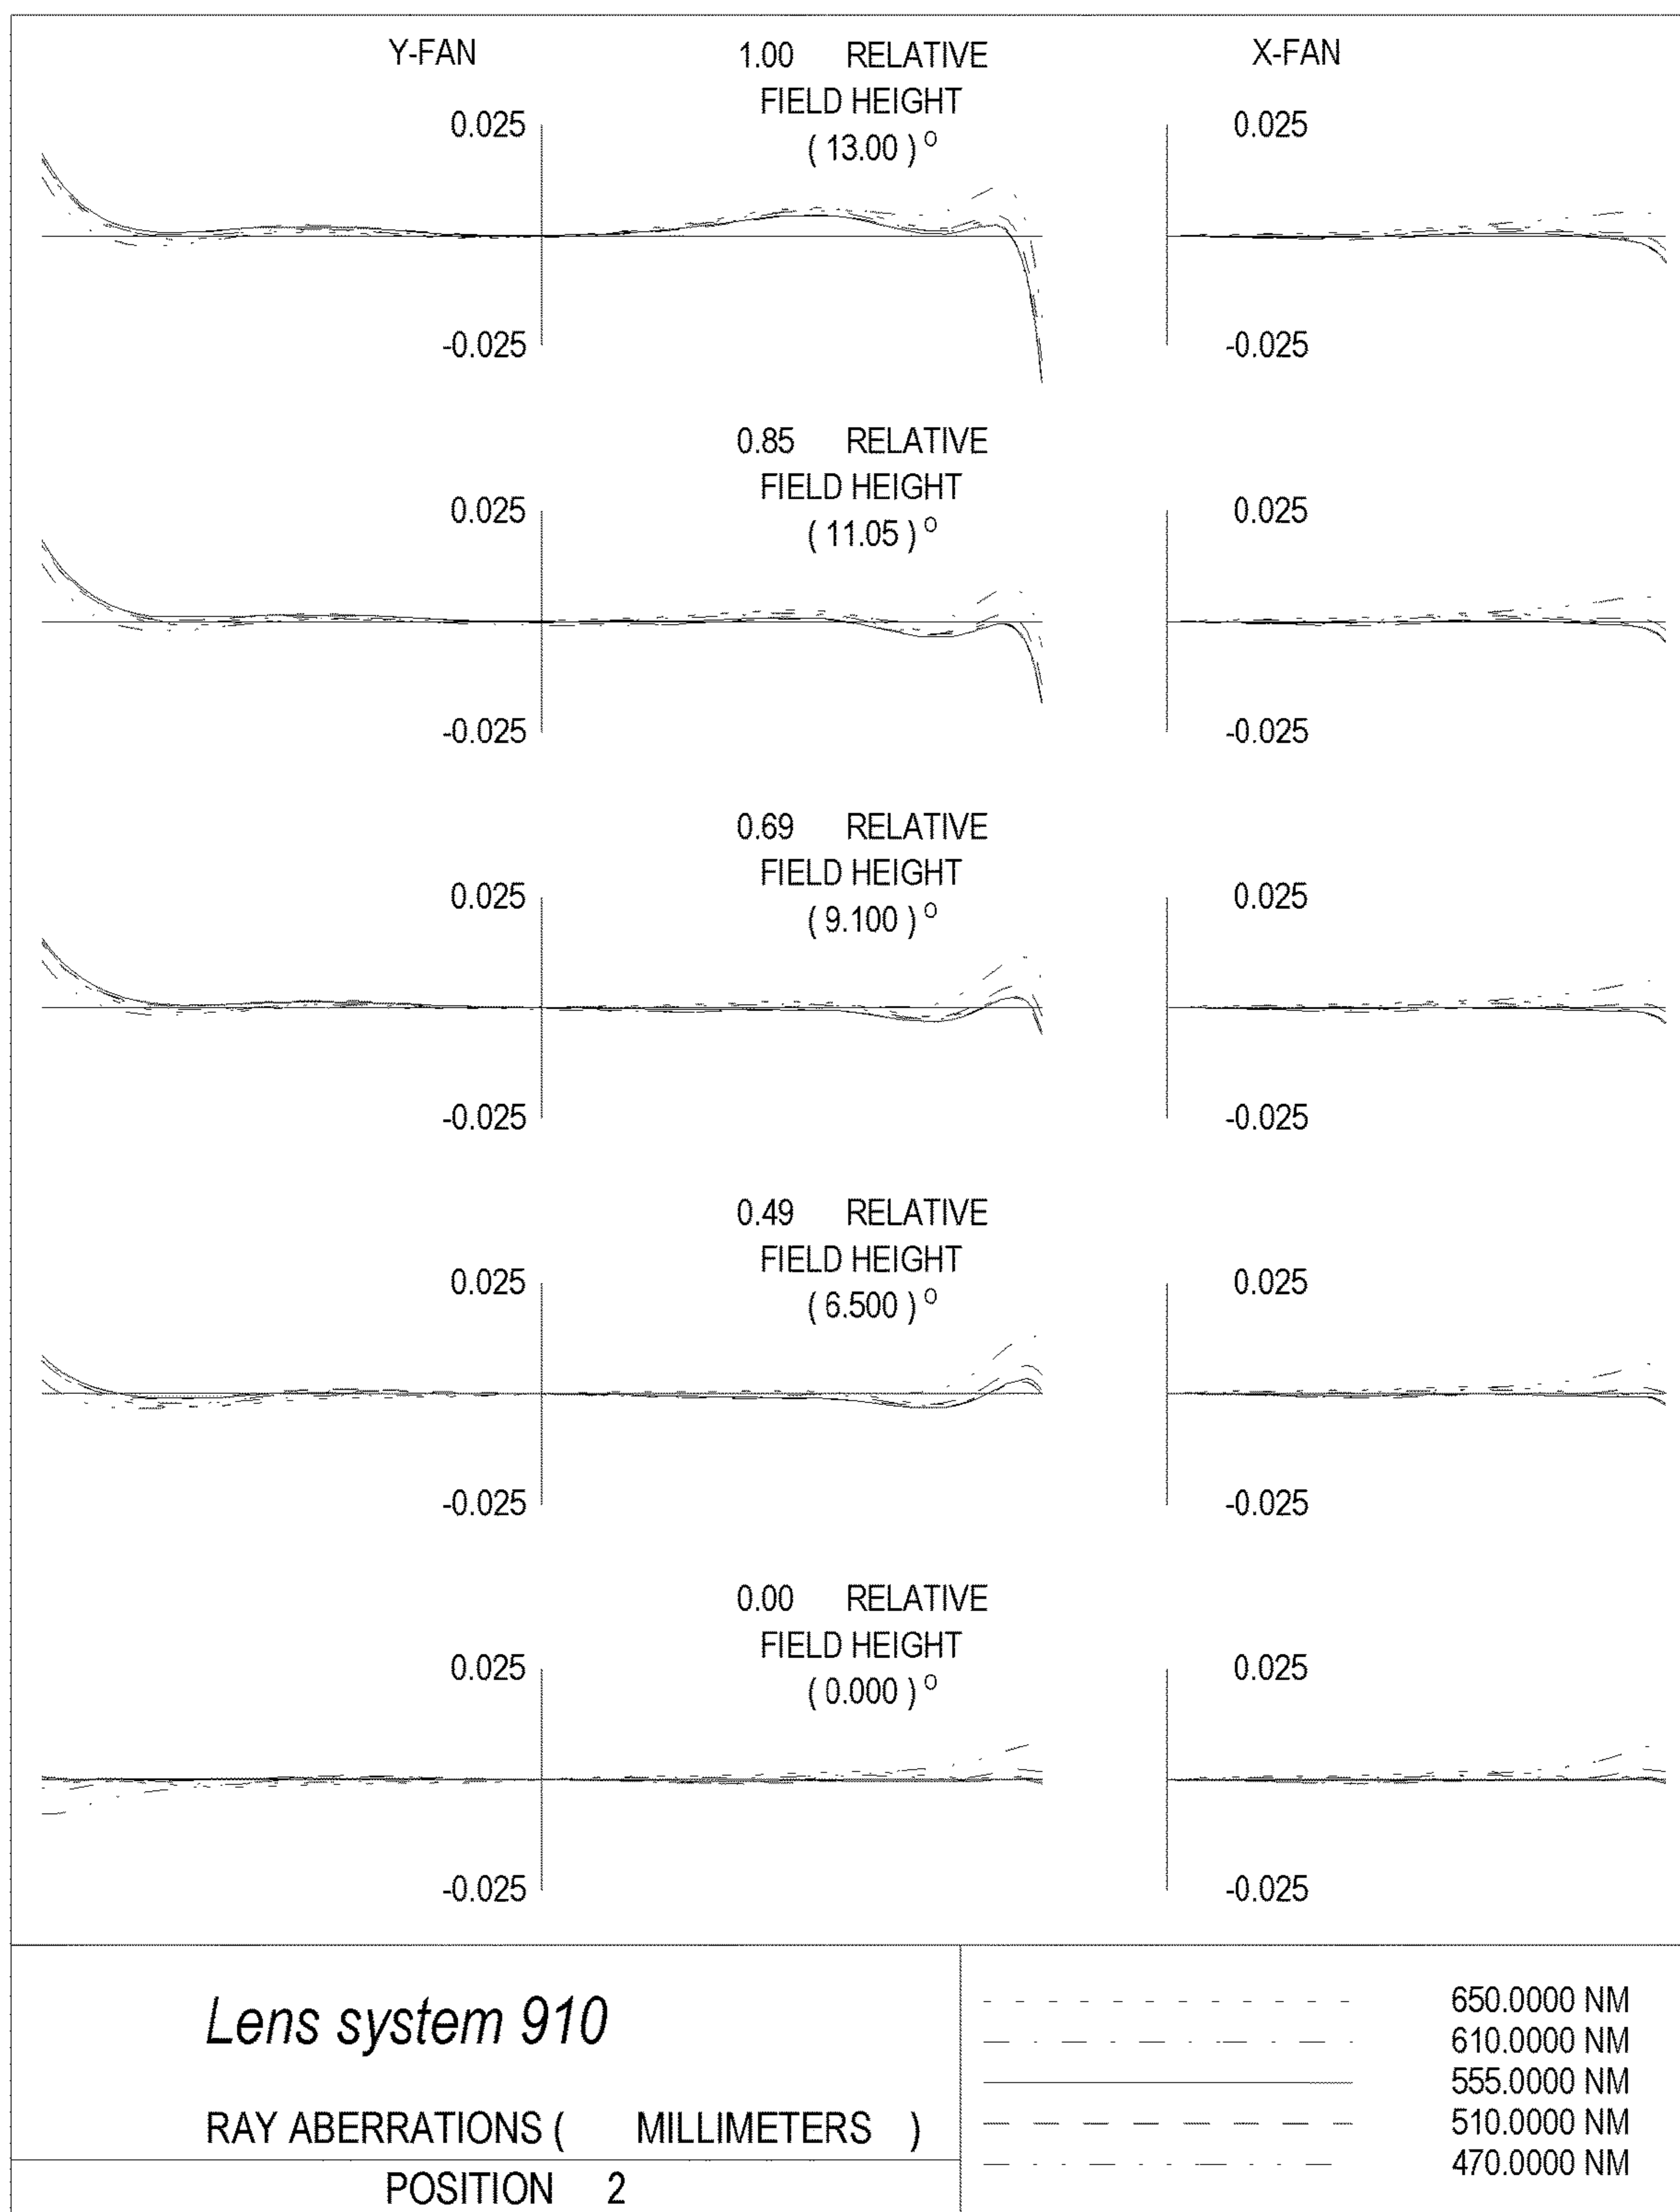 Y-FAN 1.00 RELATIVE X-FAN
FIELD HEIGHT
0.025 ( 13.00 ) O 0.025
-0.025 -0.025
0.85 RELATIVE
FIELD HEIGHT
0.025 ( 11.05 ) O 0.025
-0.025 -0.025
0.69 RELATIVE
FIELD HEIGHT
0.025 ( 9.100 ) O 0.025
-0.025 -0.025
0.49 RELATIVE
FIELD HEIGHT
0.025 ( 6.500 ) O 0.025
-0.025 -0.025
0.00 RELATIVE
FIELD HEIGHT
0.025 ( 0.000 ) O 0.025
-0.025 -0.025
Lens system 910
RAY ABERRATIONS ( MILLIMETERS )
POSITION 2
650.0000 NM
610.0000 NM
555.0000 NM
510.0000 NM
470.0000 NM